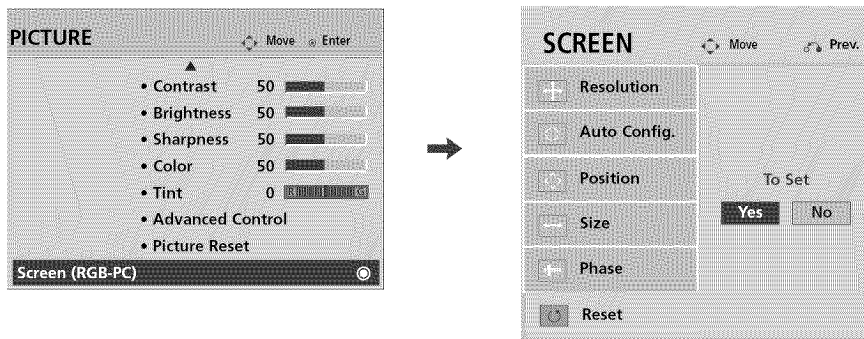 PICTURE
Move Enter
• Contrast 50
• Brightness 50
• Sharpness 50
• Color 50
• Tint 0 R G
• Advanced Control
• Picture Reset
Screen (RGB-PC)
SCREEN
Move Prev.
Resolution
Auto Config.
Position
Size
Phase
Reset
To Set
Yes No